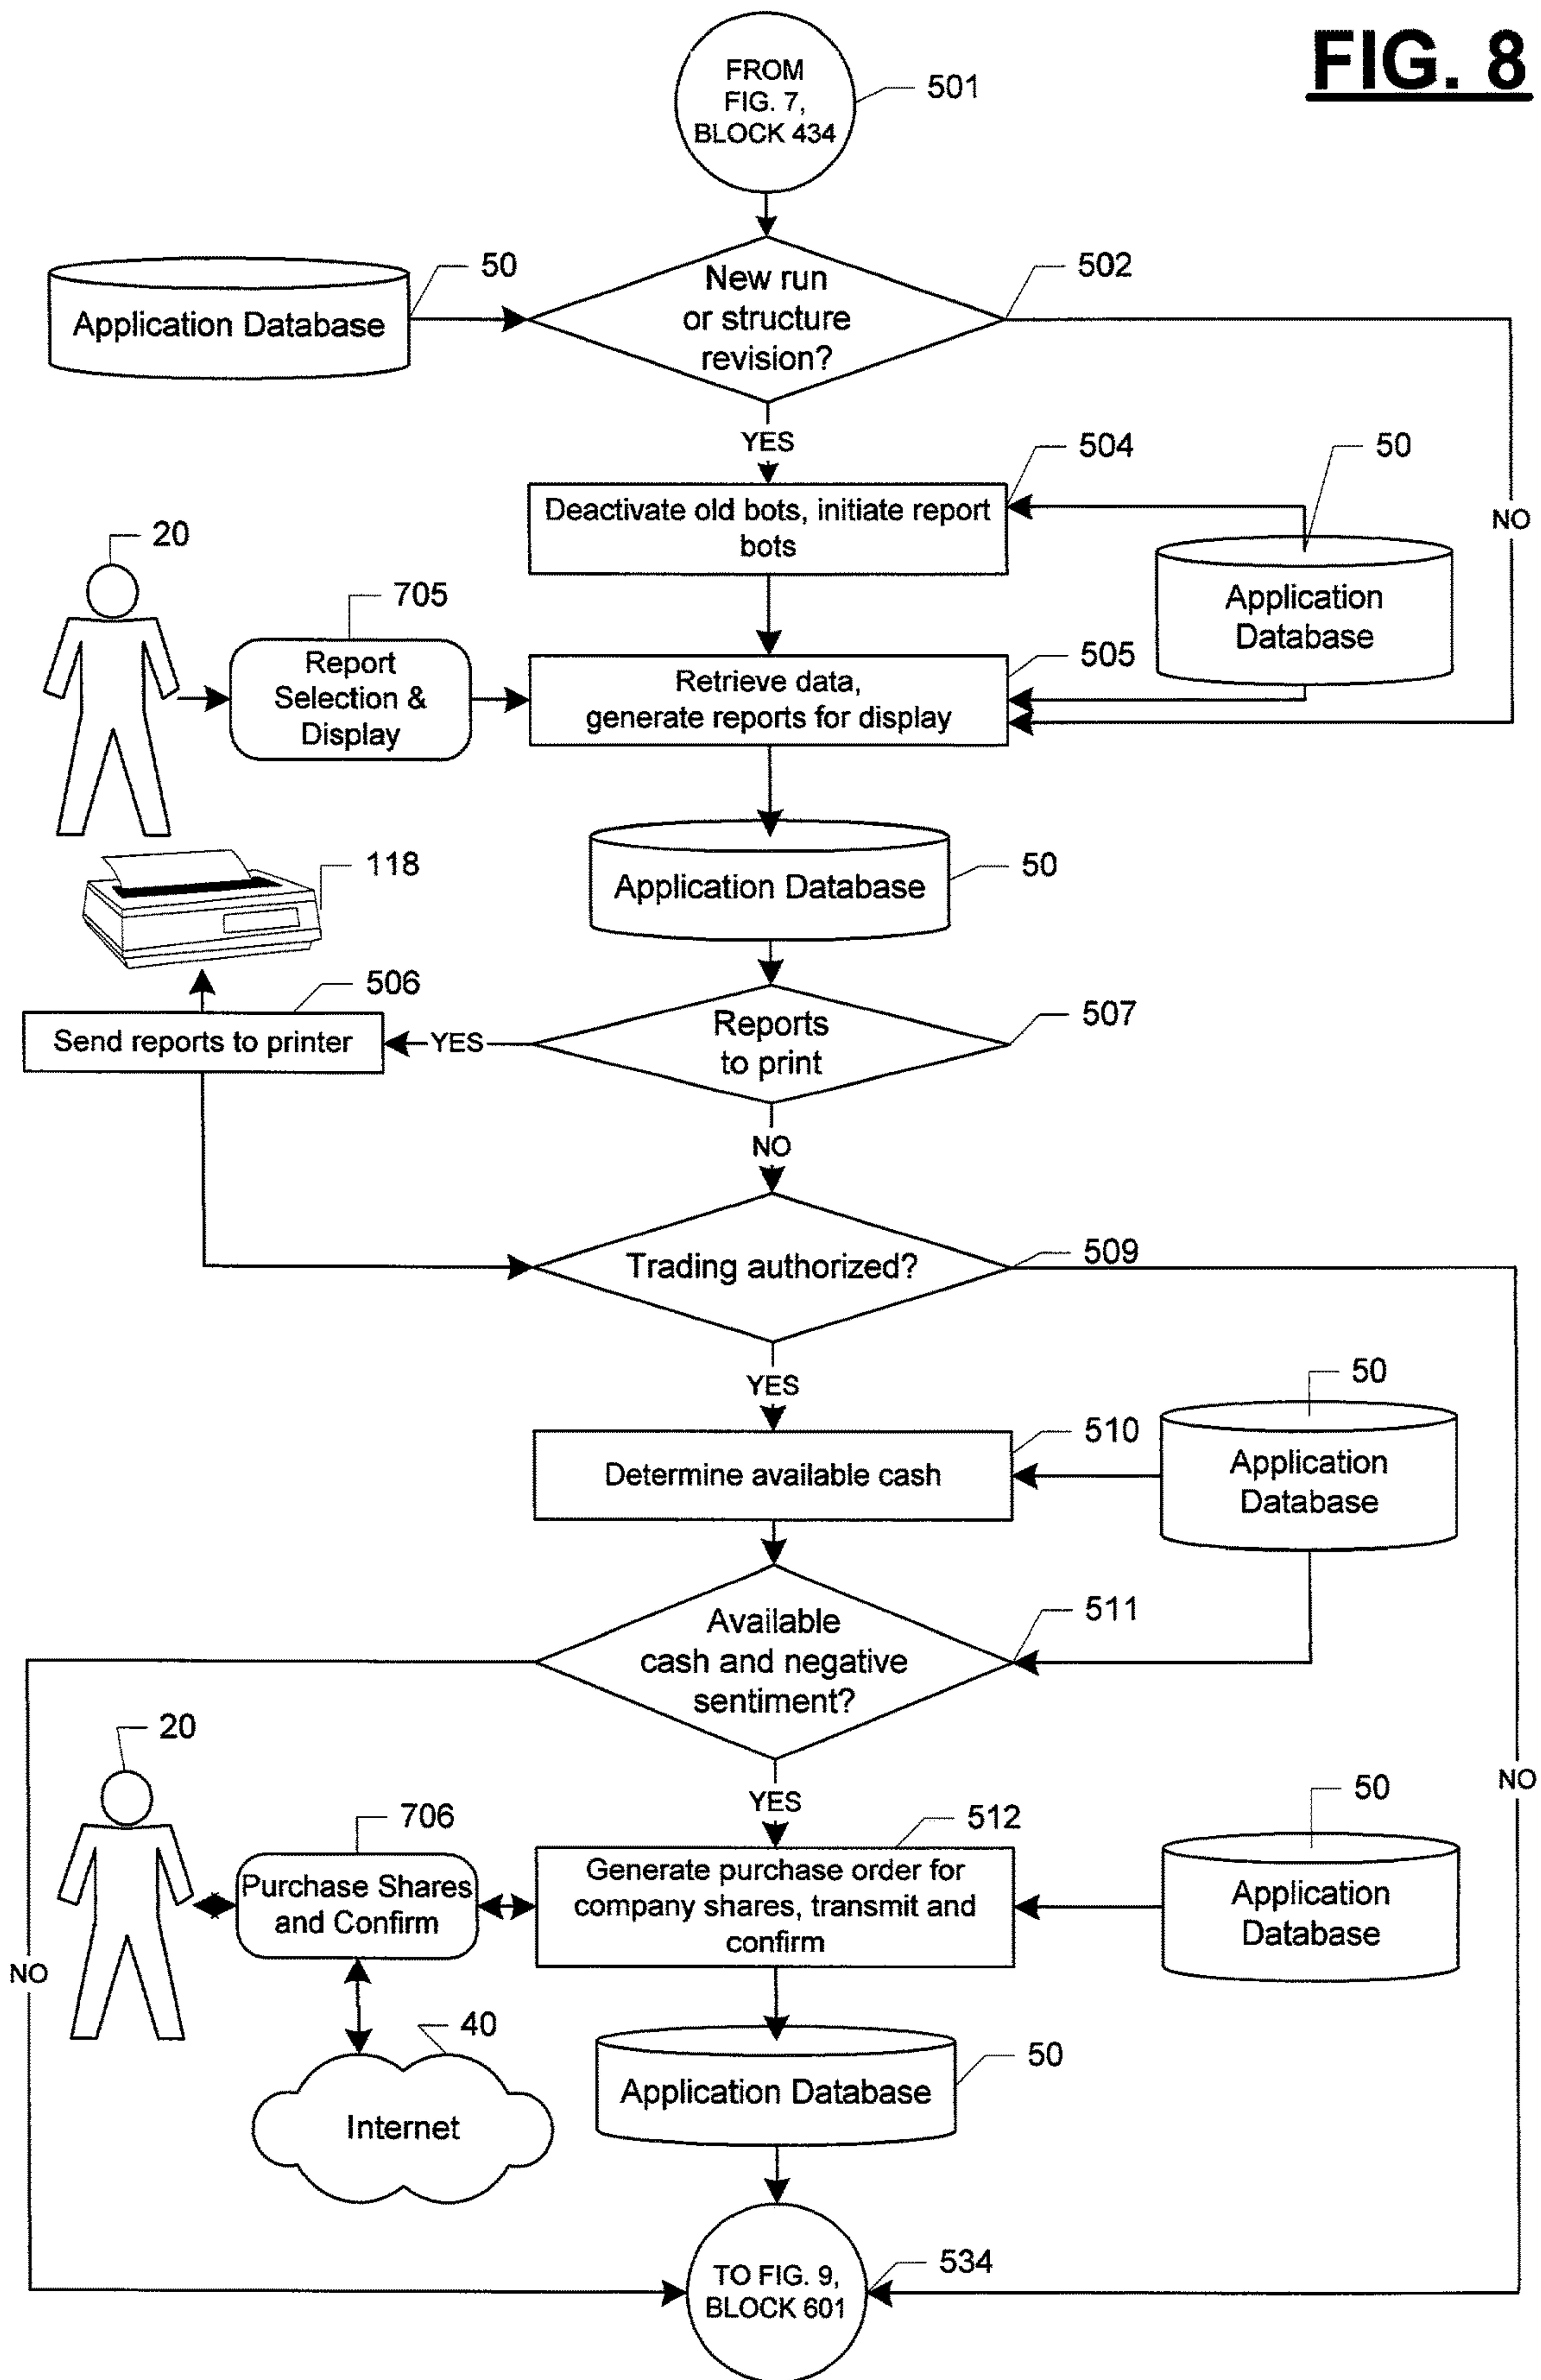 FIG. 8
FROM
FIG. 7,
BLOCK 434
501
50
Application Database
New run
or structure
revision?
502
YES
NO
504
Deactivate old bots, initiate report
bots
50
Application
Database
20
705
Report
Selection &
Display
505
Retrieve data,
generate reports for display
118
Application Database
50
506
Send reports to printer
YES
Reports
to print
507
NO
Trading authorized?
509
YES
NO
510
Determine available cash
50
Application
Database
Available
cash and negative
sentiment?
511
NO
YES
20
706
Purchase Shares
and Confirm
512
Generate purchase order for
company shares, transmit and
confirm
50
Application
Database
40
Internet
Application Database
50
TO FIG. 9,
BLOCK 601
534